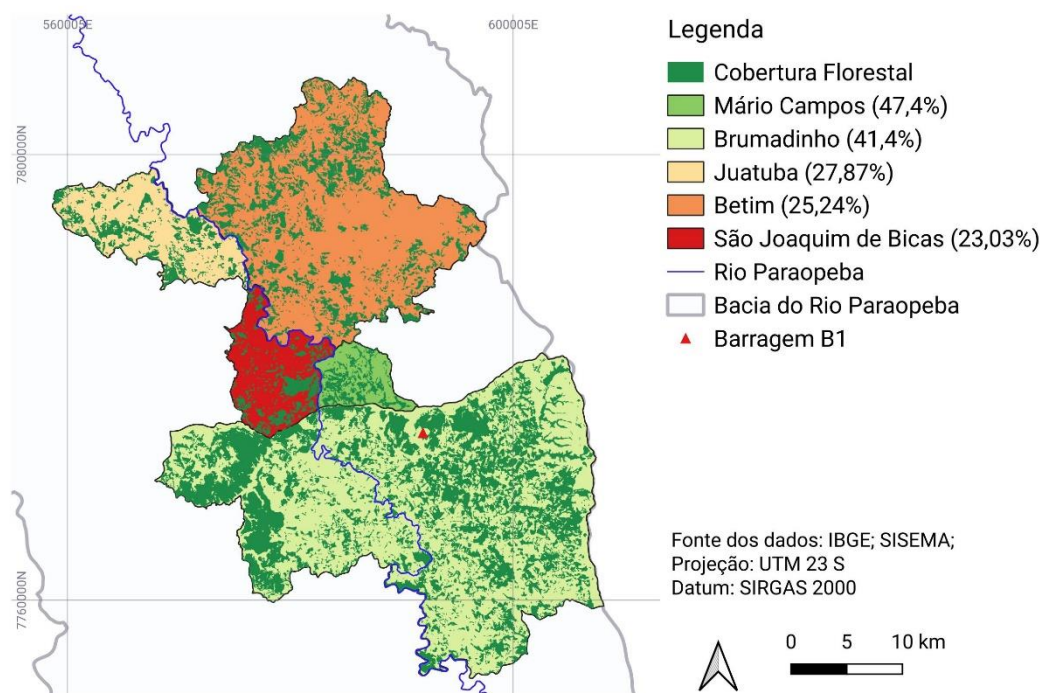 560005E
600005E
7800000N
7760000N
Legenda
Cobertura Florestal
Mário Campos (47,4%)
Brumadinho (41,4%)
Juatuba (27,87%)
Betim (25,24%)
São Joaquim de Bicas (23,03%)
Rio Paraopeba
Bacia do Rio Paraopeba
Barragem B1
Fonte dos dados: IBGE; SISEMA;
Projeção: UTM 23 S
Datum: SIRGAS 2000
0 5 10 km